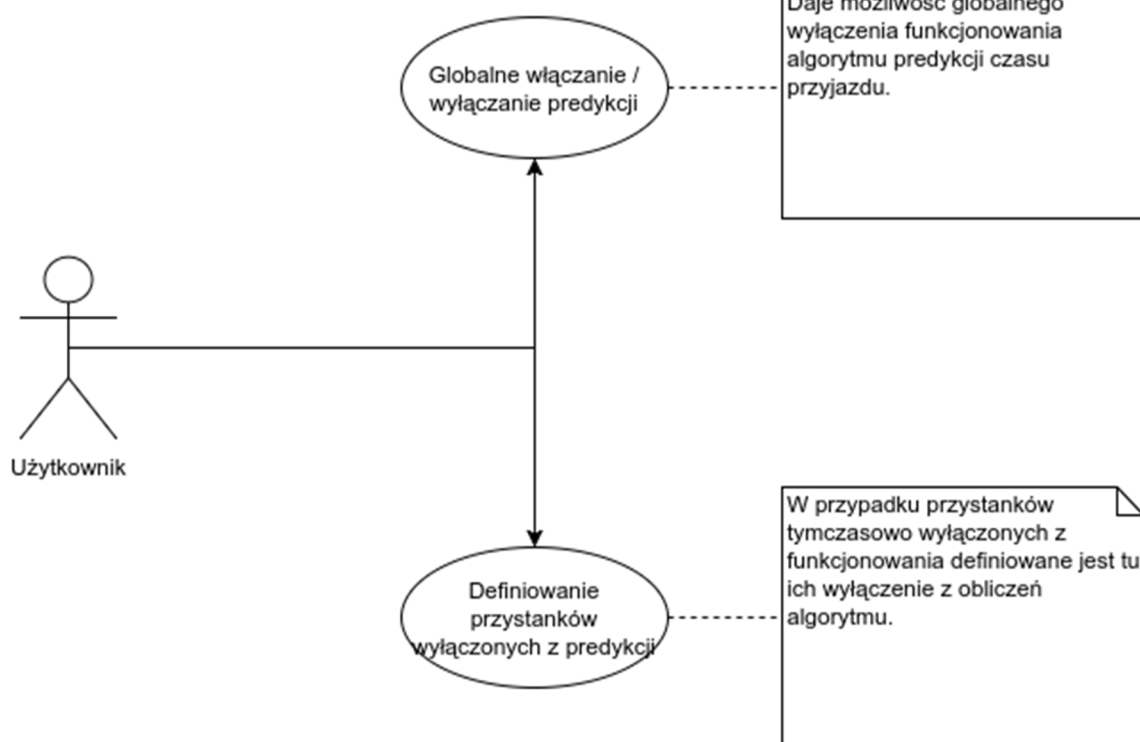 Daje możliwość globalnego
wyłączenia funkcjonowania
algorytmu predykcji czasu
przyjazdu.
Globalne włączanie /
wyłączanie predykcji
Użytkownik
W przypadku przystanków
tymczasowo wyłączonych z
funkcjonowania definiowane jest tu
ich wyłączenie z obliczeń
algorytmu.
Definiowanie
przystanków
wyłączonych z predykcji